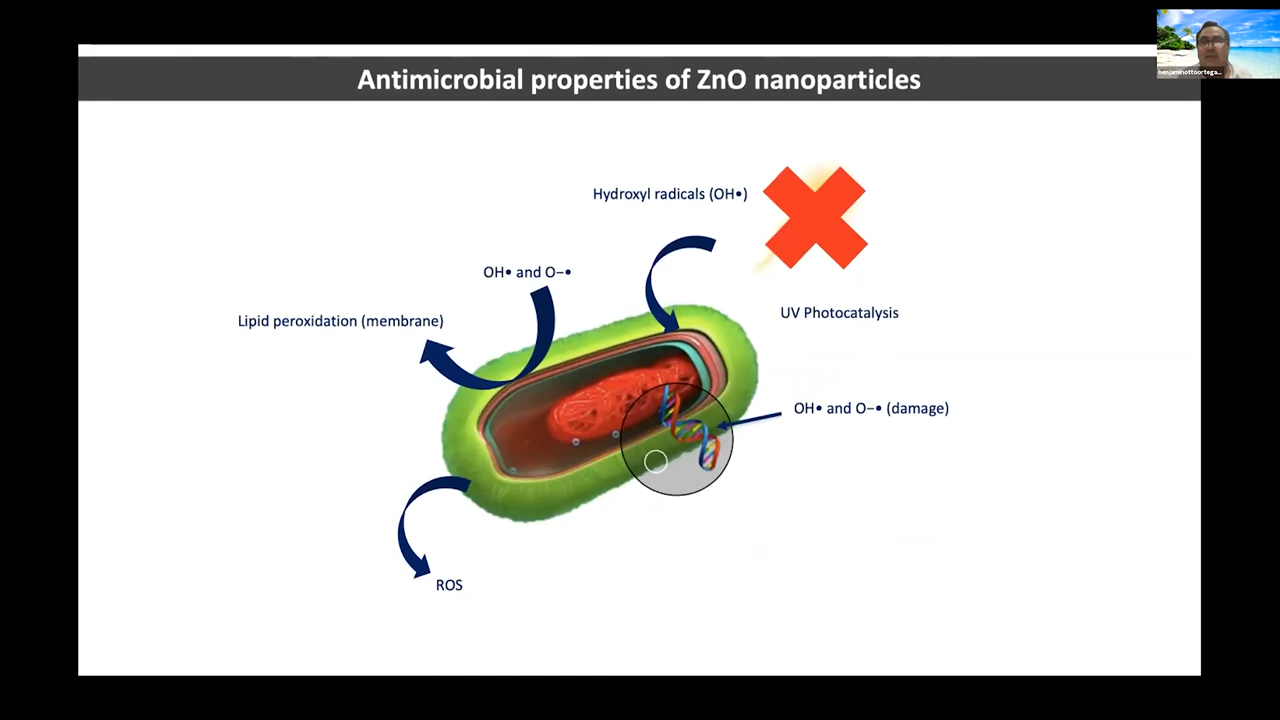 benjaminottoortega...
Antimicrobial properties of ZnO nanoparticles
Hydroxyl radicals (OH•)
OH• and O−•
Lipid peroxidation (membrane)
UV Photocatalysis
OH• and O−• (damage)
ROS